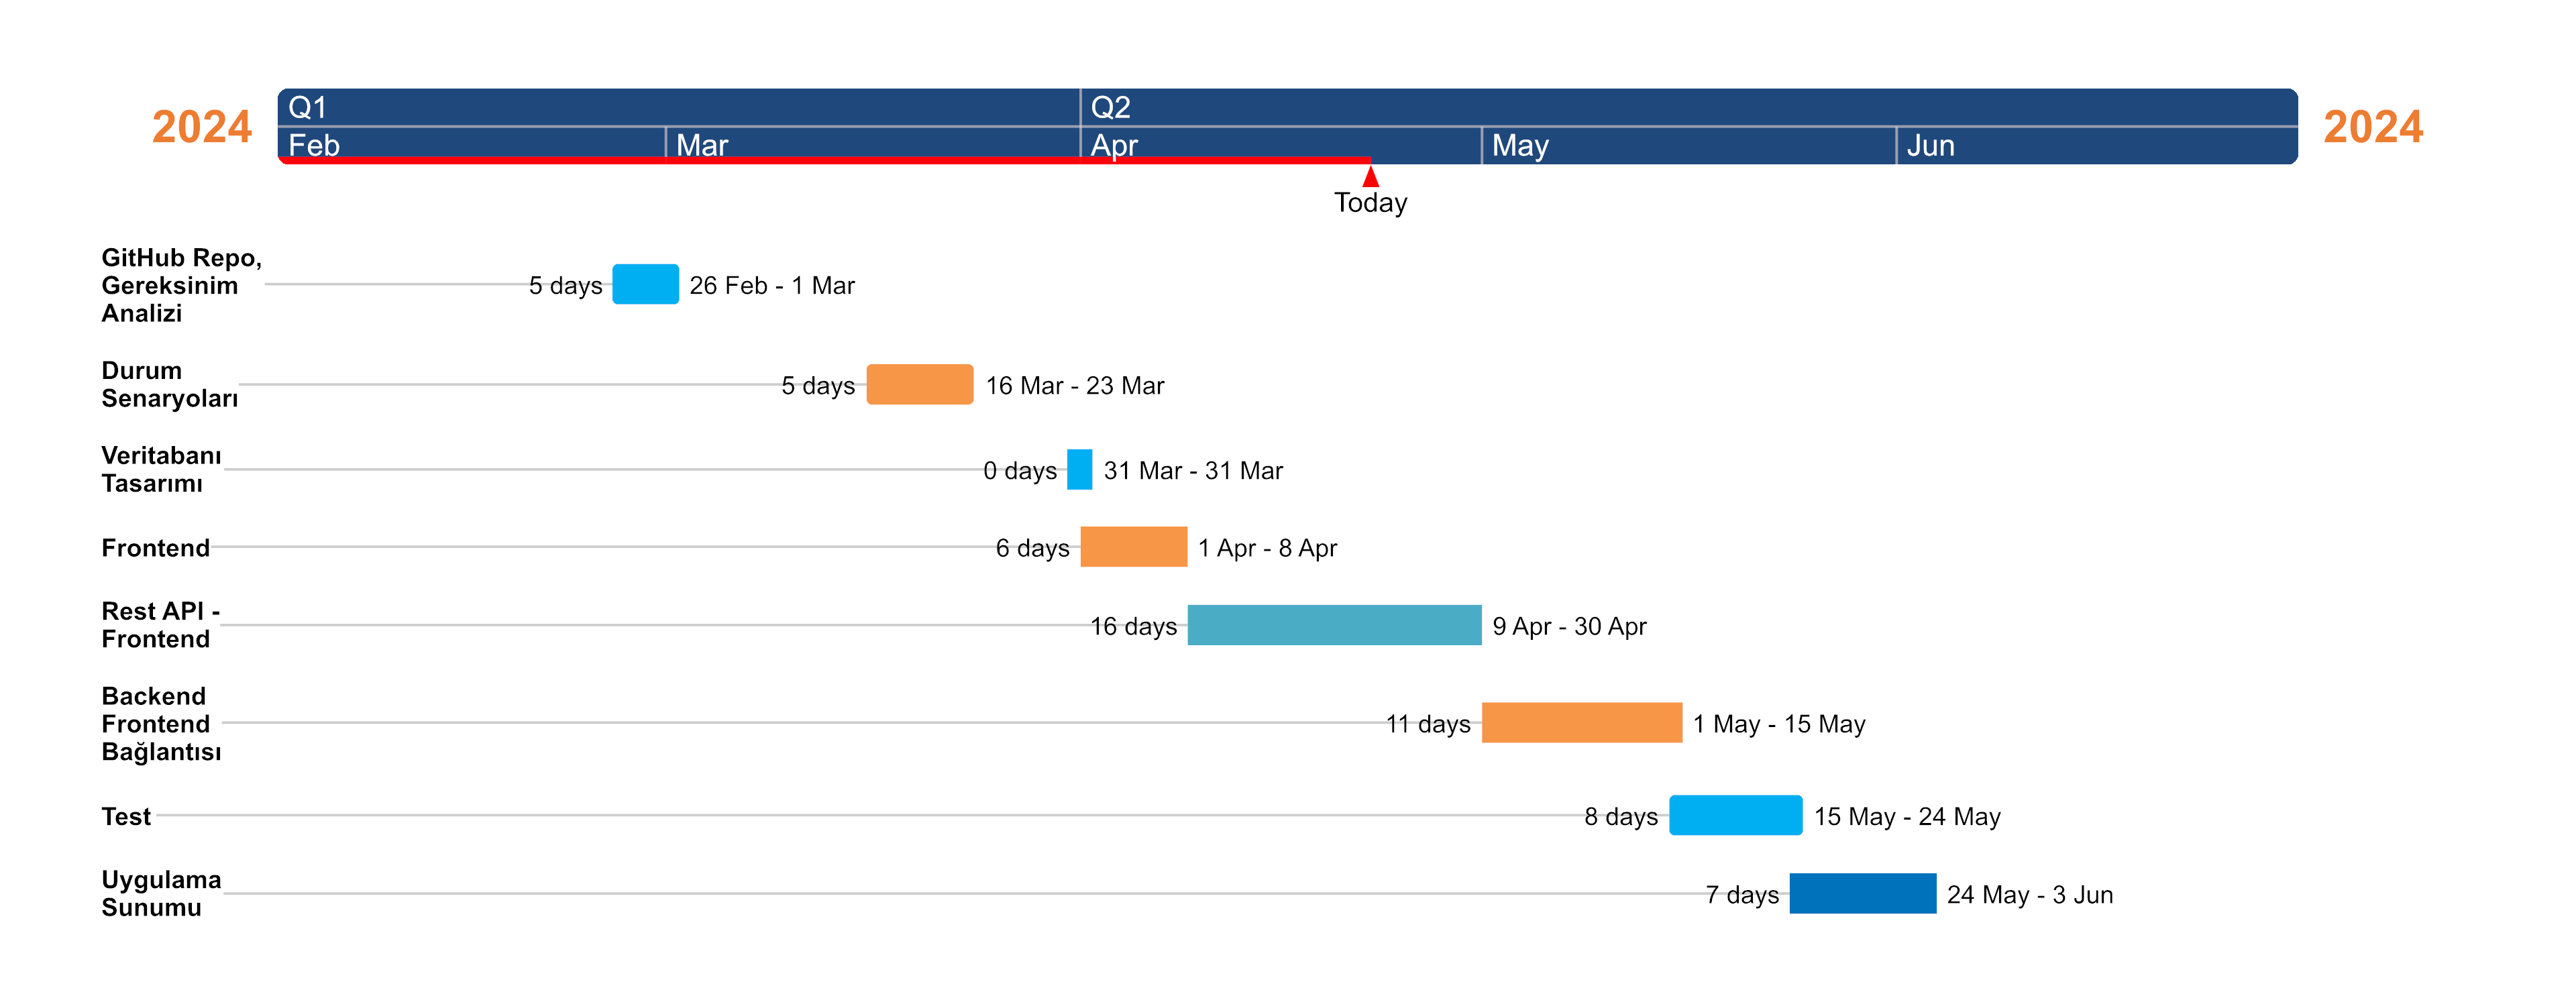 2024
Q1 Q2
Feb Mar Apr May Jun
2024
Today
GitHub Repo,
Gereksinim
Analizi
5 days 26 Feb - 1 Mar
Durum
Senaryoları
5 days 16 Mar - 23 Mar
Veritabanı
Tasarımı
0 days 31 Mar - 31 Mar
Frontend 6 days 1 Apr - 8 Apr
Rest API -
Frontend
16 days 9 Apr - 30 Apr
Backend
Frontend
Bağlantısı
11 days 1 May - 15 May
Test 8 days 15 May - 24 May
Uygulama
Sunumu
7 days 24 May - 3 Jun